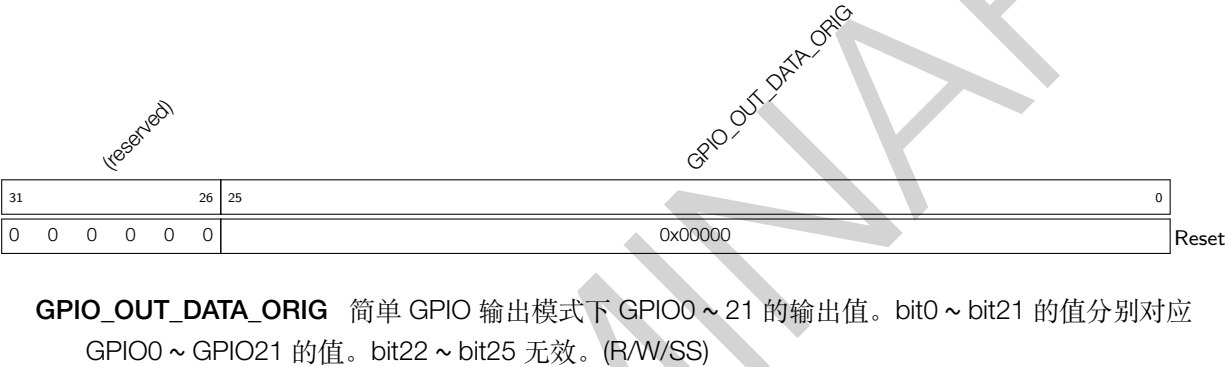 GPIO_OUT_DATA_ORIG
(reserved)
31 26 25 0
0 0 0 0 0 0 0x00000 Reset
GPIO_OUT_DATA_ORIG 简单 GPIO 输出模式下 GPIO0 ~ 21 的输出值。bit0 ~ bit21 的值分别对应
GPIO0 ~ GPIO21 的值。bit22 ~ bit25 无效。(R/W/SS)